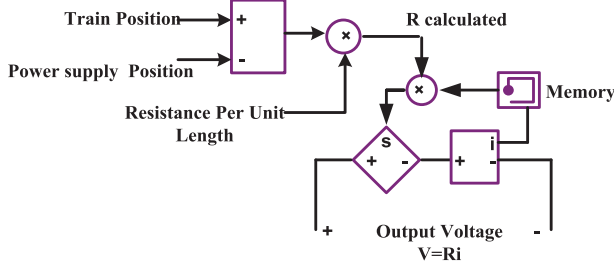 Train Position
+
-
Power supply Position
×
R calculated
Resistance Per Unit
Length
×
Memory
s
+ -
+ i -
+ Output Voltage -
V=Ri